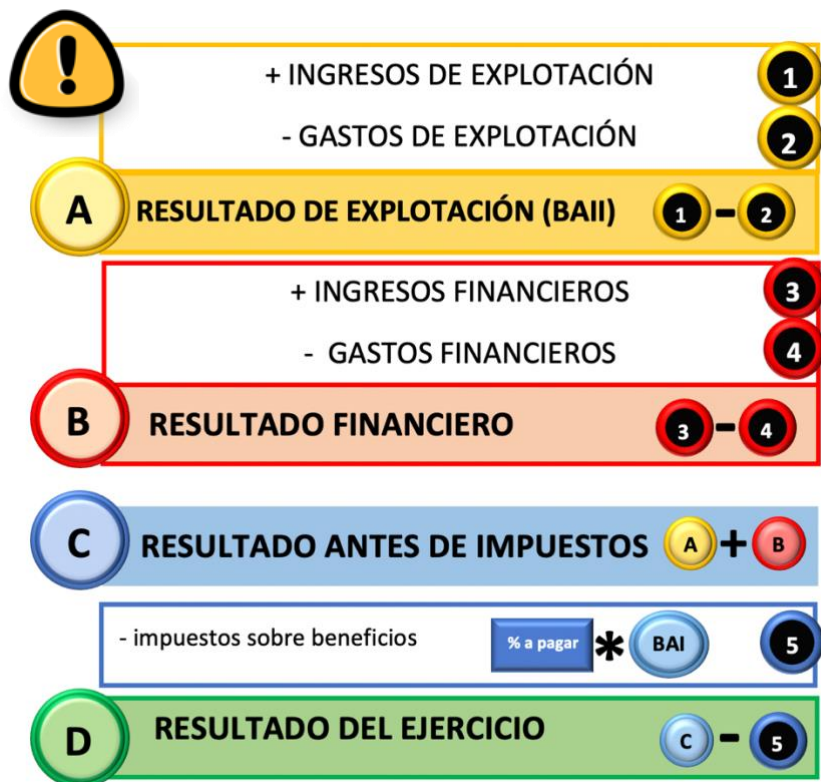 !
+ INGRESOS DE EXPLOTACIÓN 1
- GASTOS DE EXPLOTACIÓN 2
A RESULTADO DE EXPLOTACIÓN (BAII) 1 - 2
+ INGRESOS FINANCIEROS 3
- GASTOS FINANCIEROS 4
B RESULTADO FINANCIERO 3 - 4
C RESULTADO ANTES DE IMPUESTOS A + B
- impuestos sobre beneficios % a pagar * BAI 5
D RESULTADO DEL EJERCICIO C - 5